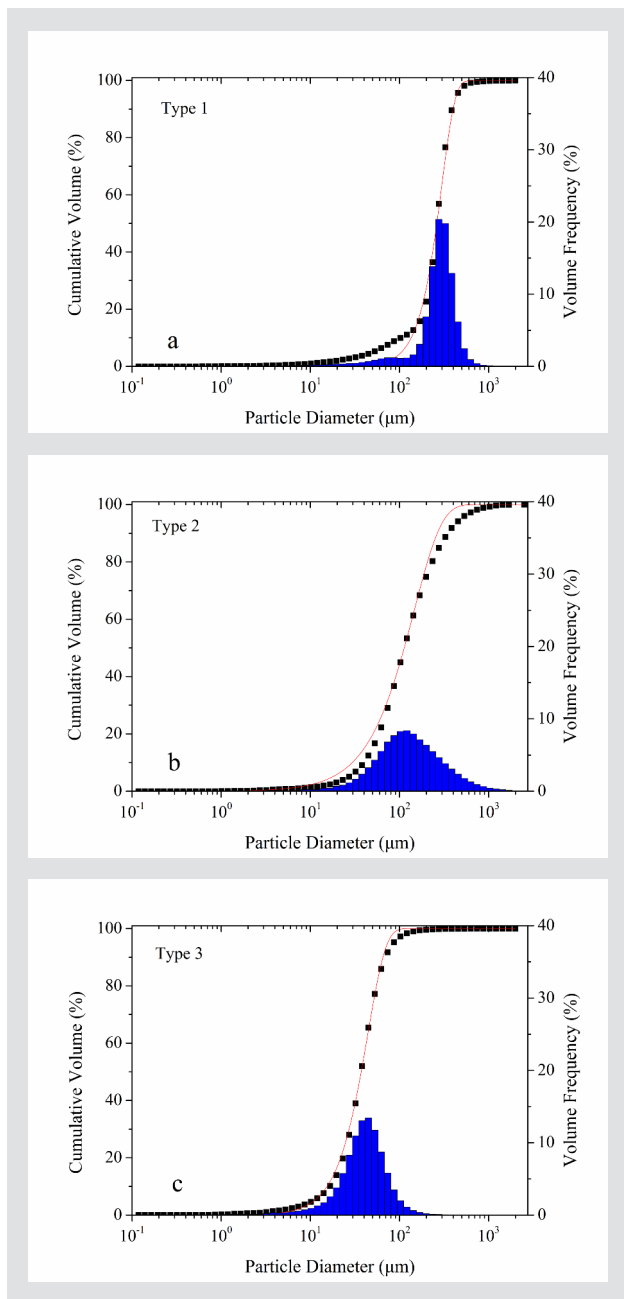 Type 1
a
100
80
60
40
20
0
Cumulative Volume (%)
40
30
20
10
0
Volume Frequency (%)
10⁻¹ 10⁰ 10¹ 10² 10³
Particle Diameter (μm)
Type 2
b
100
80
60
40
20
0
Cumulative Volume (%)
40
30
20
10
0
Volume Frequency (%)
10⁻¹ 10⁰ 10¹ 10² 10³
Particle Diameter (μm)
Type 3
c
100
80
60
40
20
0
Cumulative Volume (%)
40
30
20
10
0
Volume Frequency (%)
10⁻¹ 10⁰ 10¹ 10² 10³
Particle Diameter (μm)